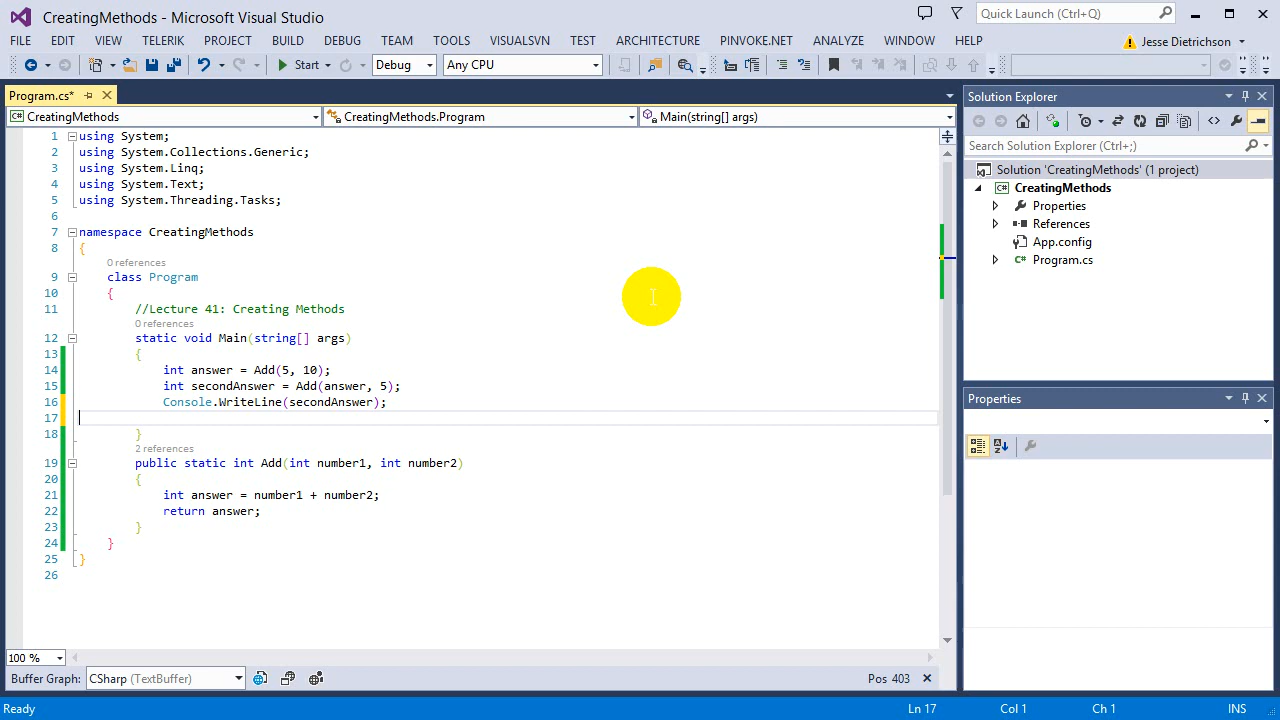 CreatingMethods - Microsoft Visual Studio
Quick Launch (Ctrl+Q)
FILE EDIT VIEW TELERIK PROJECT BUILD DEBUG TEAM TOOLS VISUALSVN TEST ARCHITECTURE PINVOKE.NET ANALYZE WINDOW HELP
Jesse Dietrichson
Start Debug Any CPU
Program.cs*
CreatingMethods CreatingMethods.Program Main(string[] args)
1 using System;
2 using System.Collections.Generic;
3 using System.Linq;
4 using System.Text;
5 using System.Threading.Tasks;
6
7 namespace CreatingMethods
8 {
0 references
9 class Program
10 {
11 //Lecture 41: Creating Methods
0 references
12 static void Main(string[] args)
13 {
14 int answer = Add(5, 10);
15 int secondAnswer = Add(answer, 5);
16 Console.WriteLine(secondAnswer);
17
18 }
2 references
19 public static int Add(int number1, int number2)
20 {
21 int answer = number1 + number2;
22 return answer;
23 }
24 }
25 }
26
100 %
Buffer Graph: CSharp (TextBuffer) Pos 403
Solution Explorer
Search Solution Explorer (Ctrl+;)
Solution 'CreatingMethods' (1 project)
CreatingMethods
Properties
References
App.config
Program.cs
Properties
Ready Ln 17 Col 1 Ch 1 INS